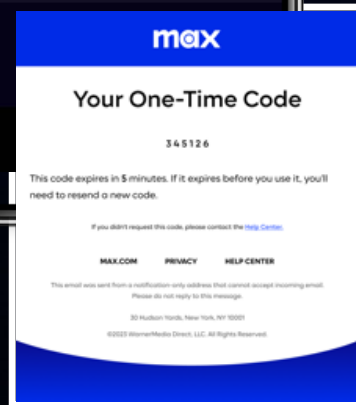 max
Your One-Time Code
345126
This code expires in 5 minutes. If it expires before you use it, you'll
need to resend a new code.
If you didn't request this code, please contact the Help Center.
MAX.COM PRIVACY HELP CENTER
This email was sent from a notification-only address that cannot accept incoming email.
Please do not reply to this message.
30 Hudson Yards, New York, NY 10001
©2023 WarnerMedia Direct, LLC. All Rights Reserved.